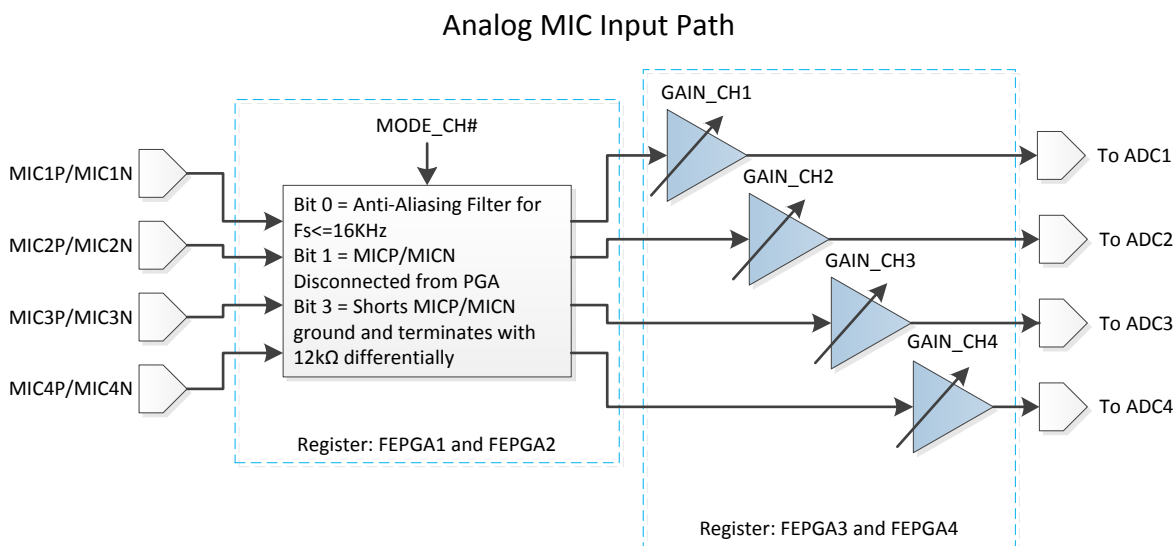 Analog MIC Input Path
MIC1P/MIC1N
MIC2P/MIC2N
MIC3P/MIC3N
MIC4P/MIC4N
MODE_CH#
Bit 0 = Anti-Aliasing Filter for
Fs<=16KHz
Bit 1 = MICP/MICN
Disconnected from PGA
Bit 3 = Shorts MICP/MICN
ground and terminates with
12kΩ differentially
Register: FEPGA1 and FEPGA2
GAIN_CH1
GAIN_CH2
GAIN_CH3
GAIN_CH4
Register: FEPGA3 and FEPGA4
To ADC1
To ADC2
To ADC3
To ADC4